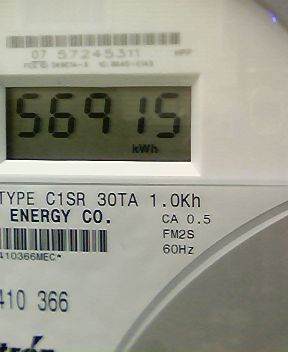 07 57245311
56915
kWh
TYPE C1SR 30TA 1.0Kh
ENERGY CO.
CA 0.5
FM2S
60Hz
410366MEC*
410 366